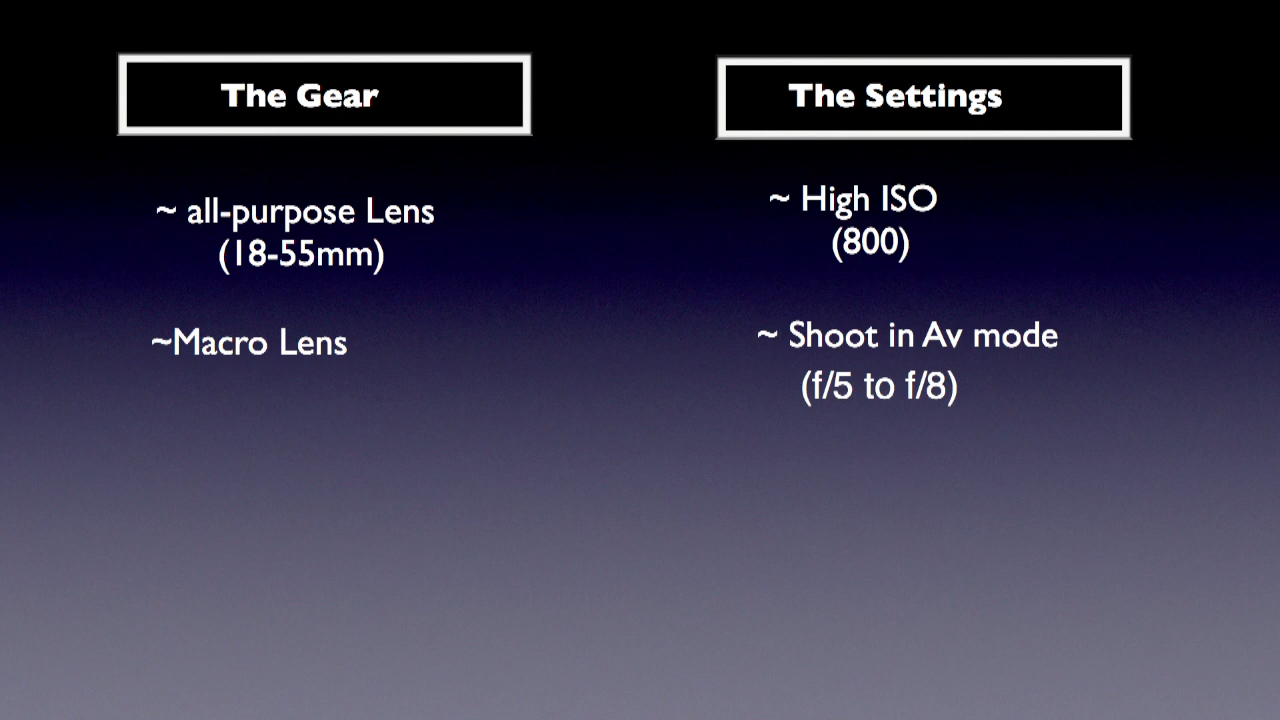 The Gear
~ all-purpose Lens
(18-55mm)
~Macro Lens
The Settings
~ High ISO
(800)
~ Shoot in Av mode
(f/5 to f/8)